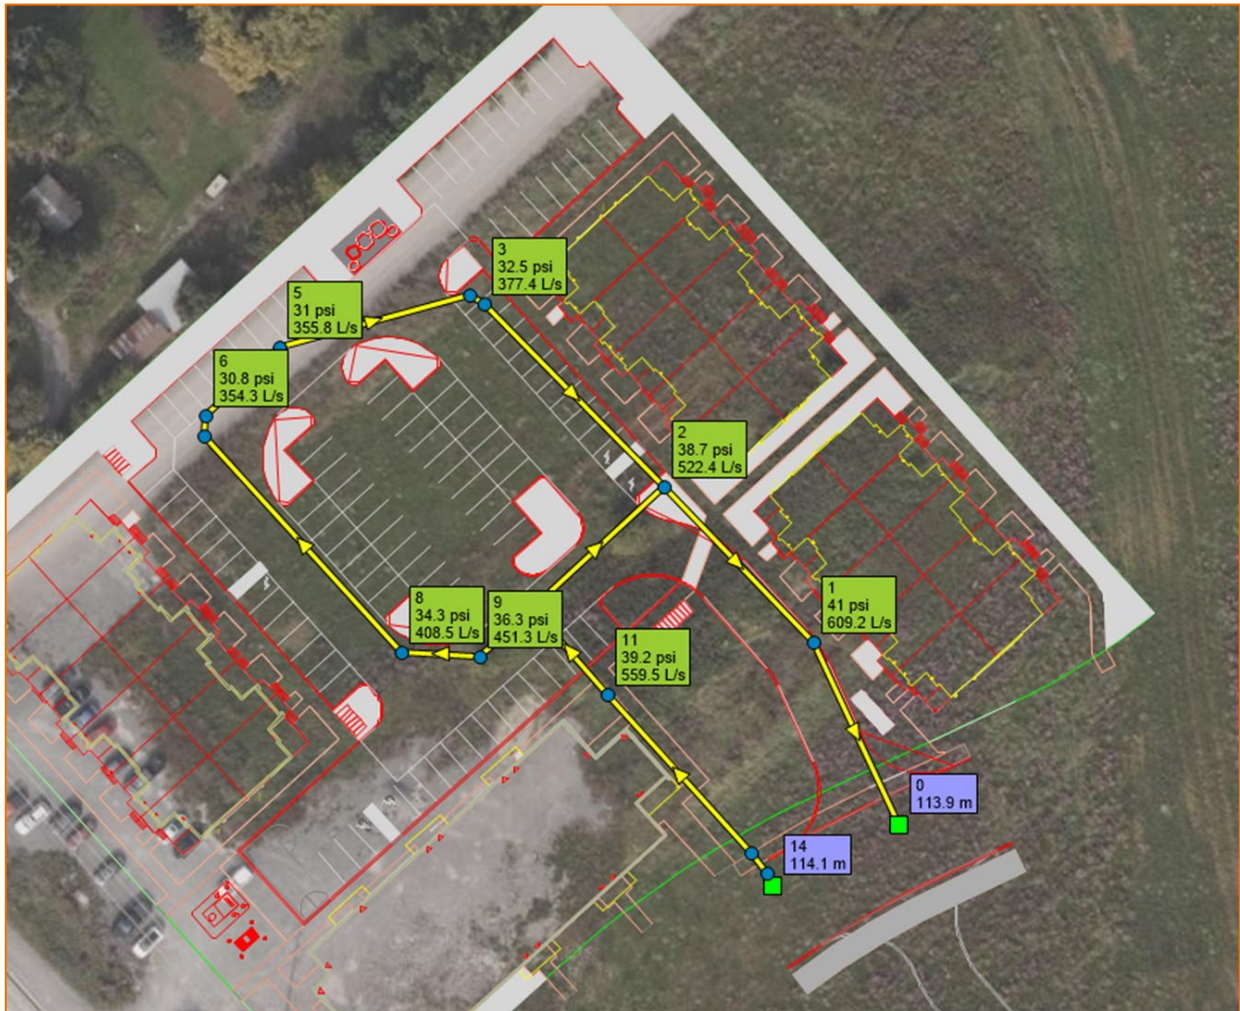 3
32.5 psi
377.4 L/s
5
31 psi
355.8 L/s
6
30.8 psi
354.3 L/s
2
38.7 psi
522.4 L/s
1
41 psi
609.2 L/s
8
34.3 psi
408.5 L/s
9
36.3 psi
451.3 L/s
11
39.2 psi
559.5 L/s
0
113.9 m
14
114.1 m